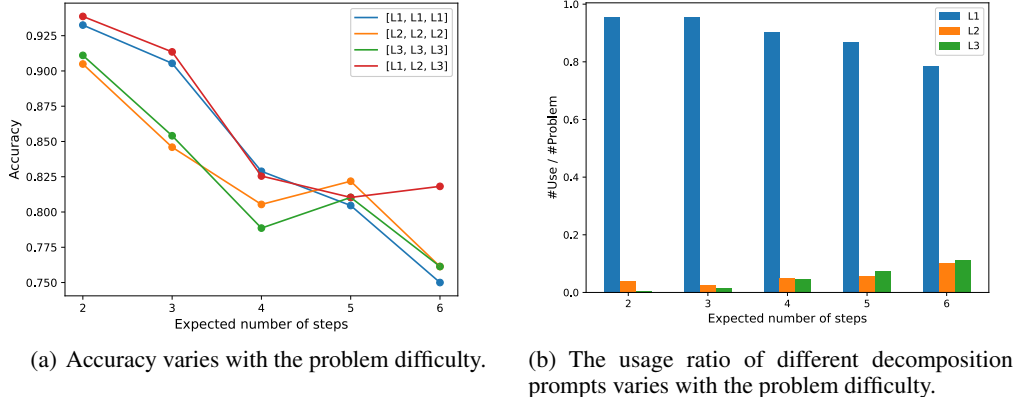 [L1, L1, L1]
[L2, L2, L2]
[L3, L3, L3]
[L1, L2, L3]
0.925
0.900
0.875
0.850
0.825
0.800
0.775
0.750
Accuracy
2 3 4 5 6
Expected number of steps
(a) Accuracy varies with the problem difficulty.
L1
L2
L3
1.0
0.8
0.6
0.4
0.2
0.0
#Use / #Problem
2 3 4 5 6
Expected number of steps
(b) The usage ratio of different decomposition
prompts varies with the problem difficulty.